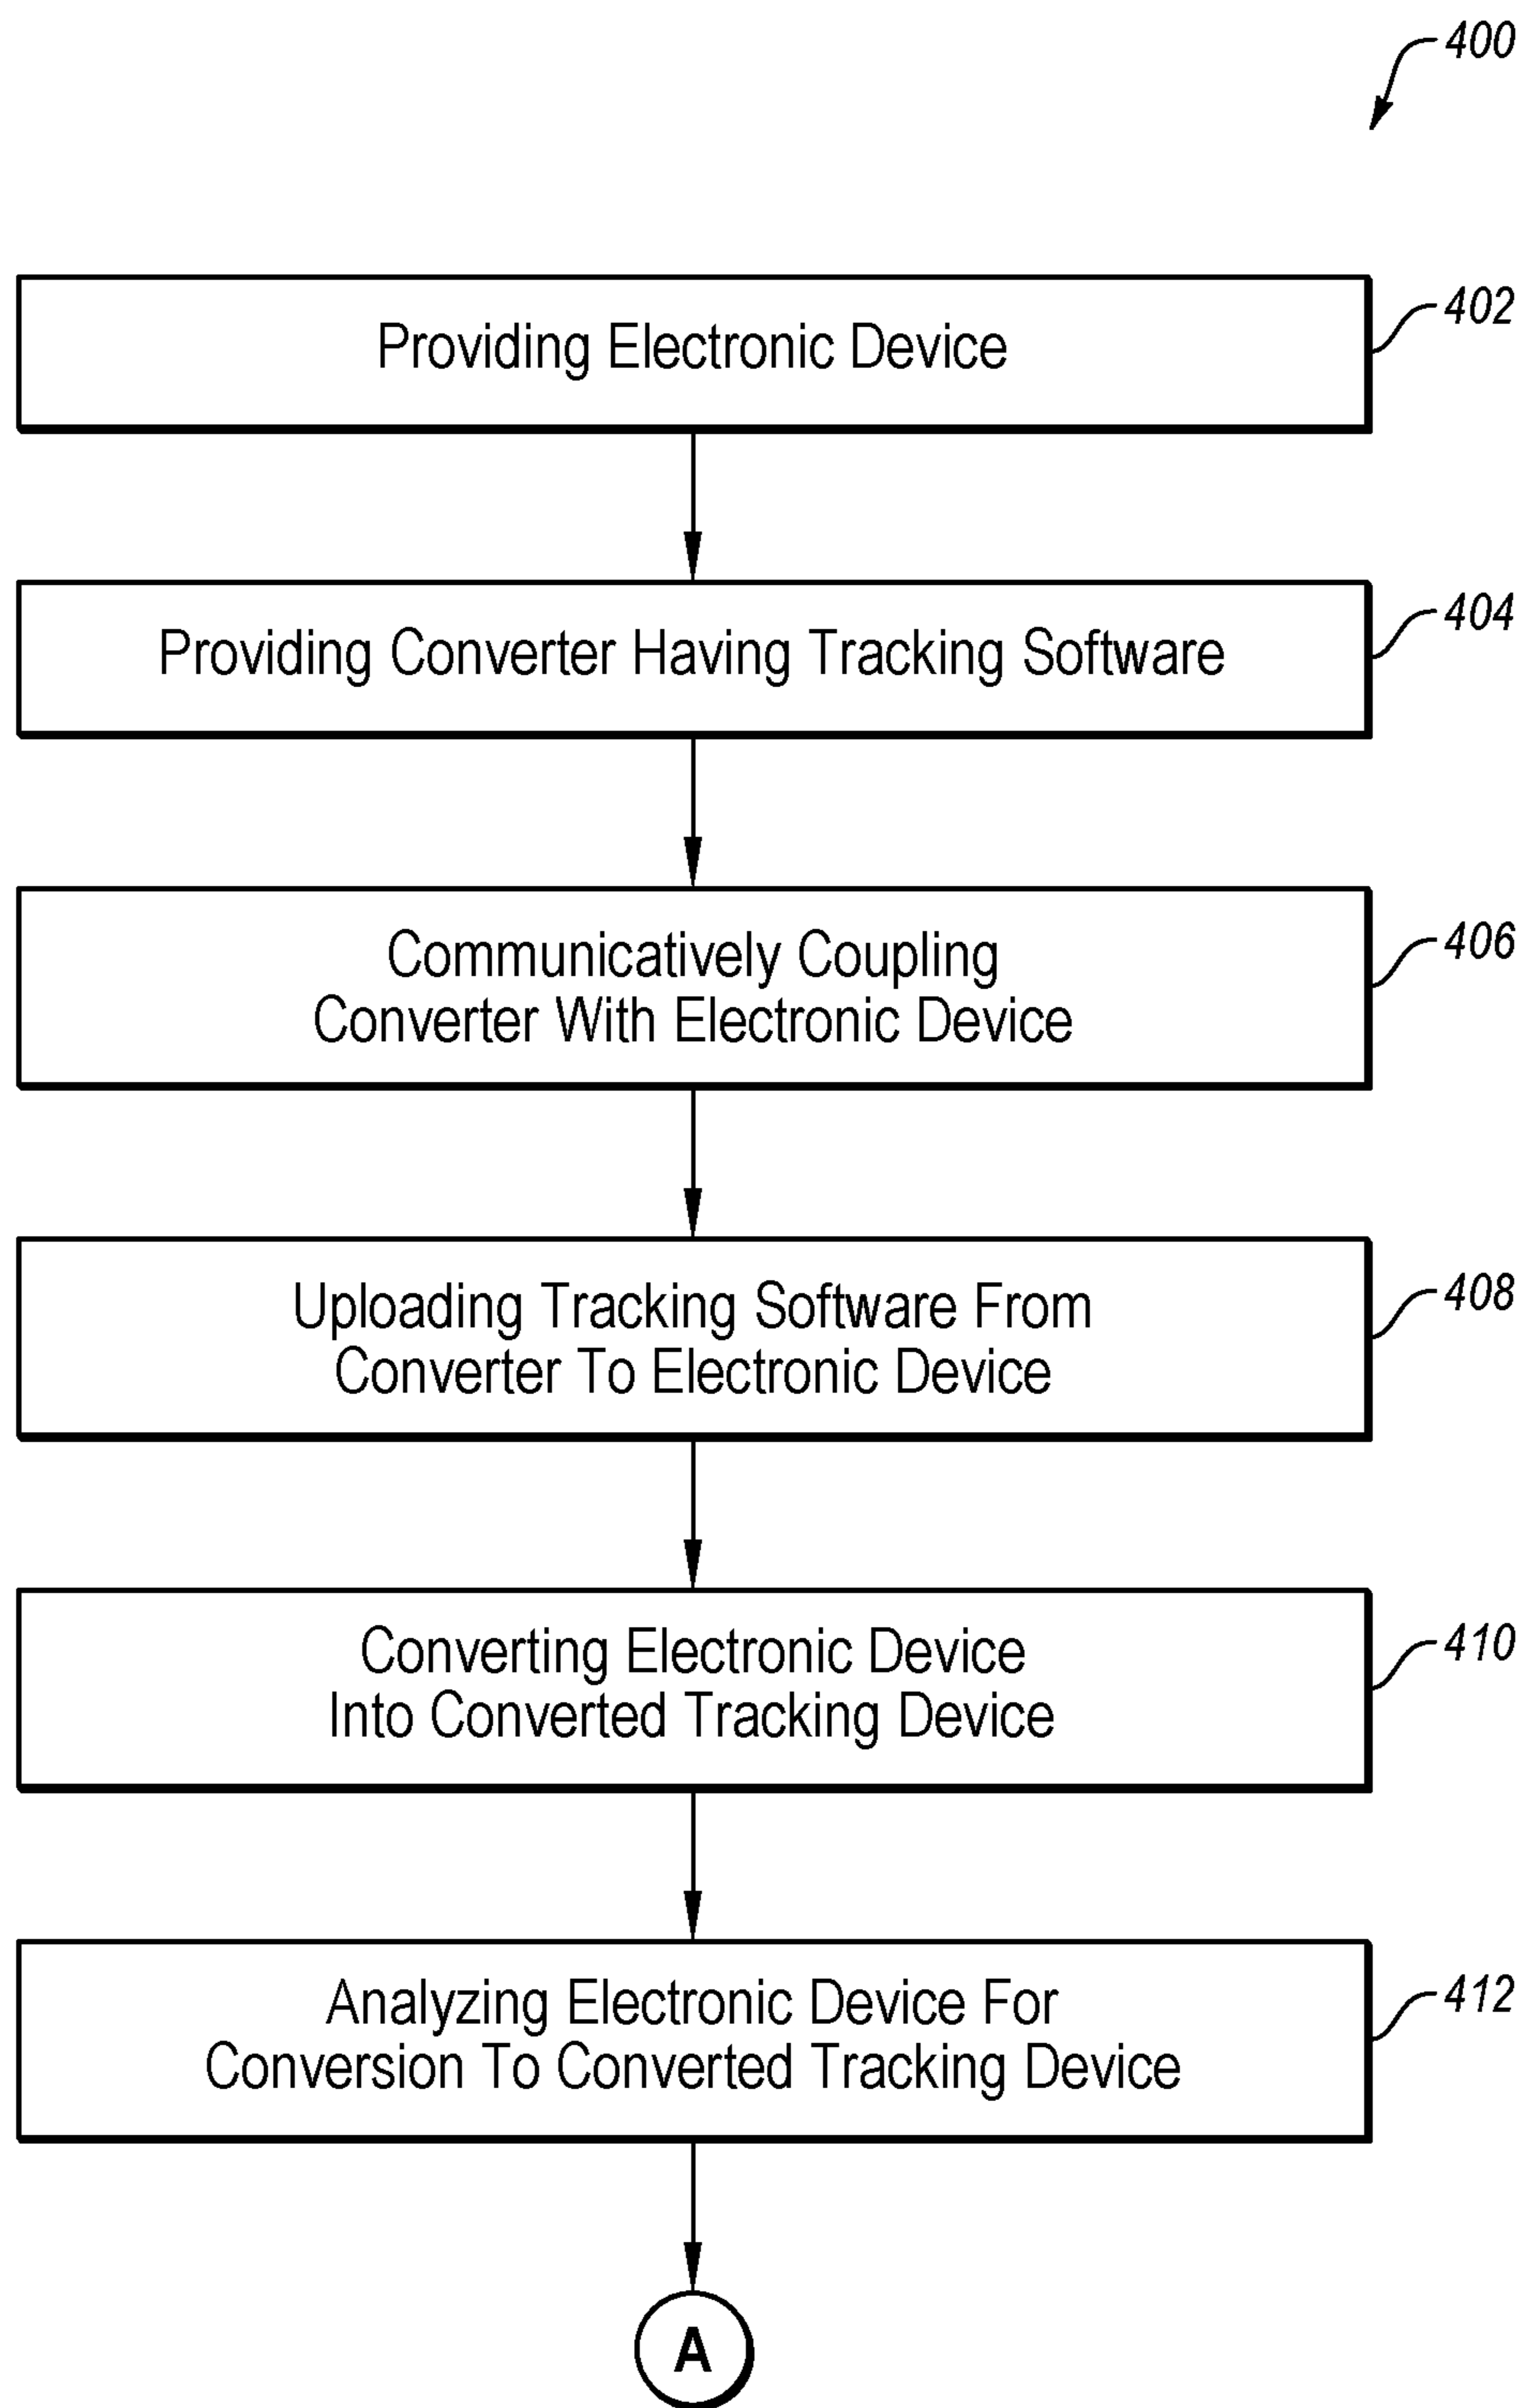 400
Providing Electronic Device
402
Providing Converter Having Tracking Software
404
Communicatively Coupling
Converter With Electronic Device
406
Uploading Tracking Software From
Converter To Electronic Device
408
Converting Electronic Device
Into Converted Tracking Device
410
Analyzing Electronic Device For
Conversion To Converted Tracking Device
412
A